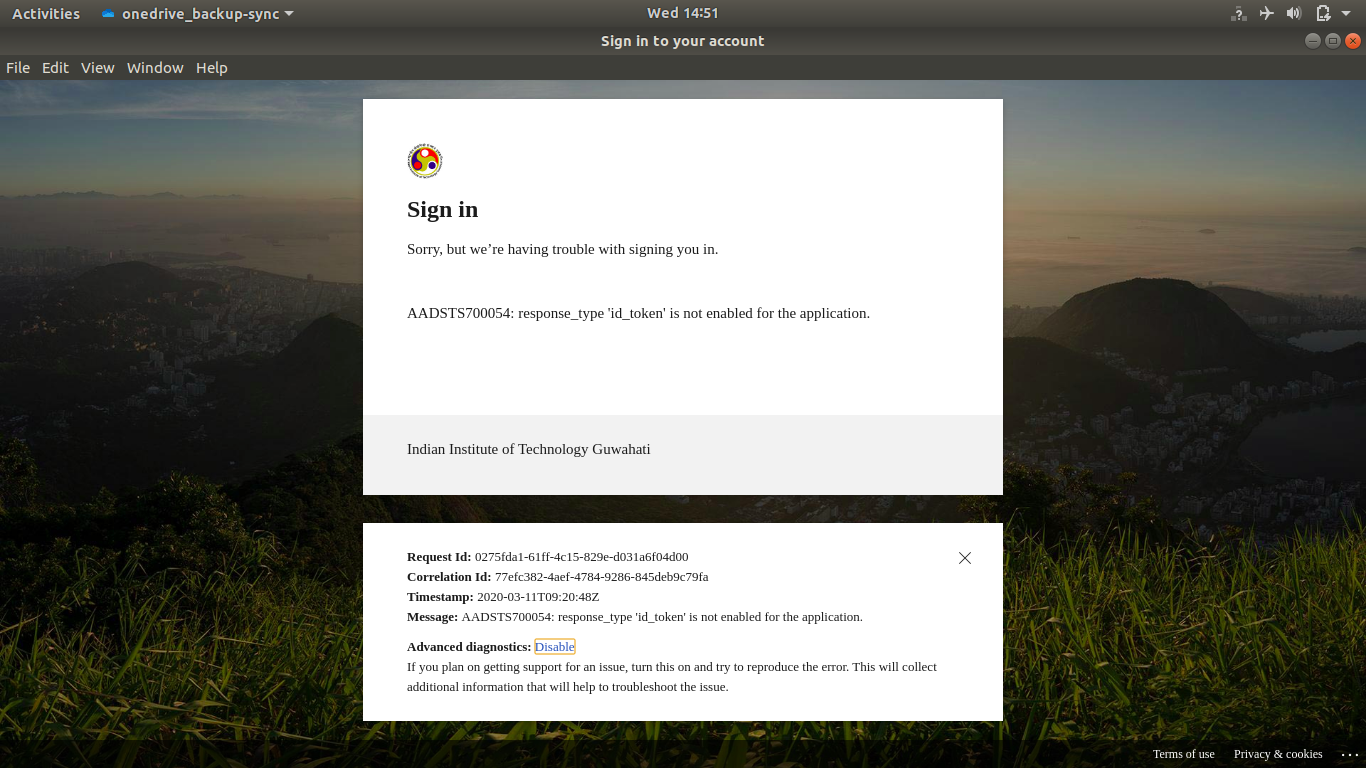 Activities onedrive_backup-sync Wed 14:51
Sign in to your account
File Edit View Window Help
Sign in
Sorry, but we’re having trouble with signing you in.
AADSTS700054: response_type 'id_token' is not enabled for the application.
Indian Institute of Technology Guwahati
Request Id: 0275fda1-61ff-4c15-829e-d031a6f04d00
Correlation Id: 77efc382-4aef-4784-9286-845deb9c79fa
Timestamp: 2020-03-11T09:20:48Z
Message: AADSTS700054: response_type 'id_token' is not enabled for the application.
Advanced diagnostics: Disable
If you plan on getting support for an issue, turn this on and try to reproduce the error. This will collect
additional information that will help to troubleshoot the issue.
Terms of use Privacy & cookies ...